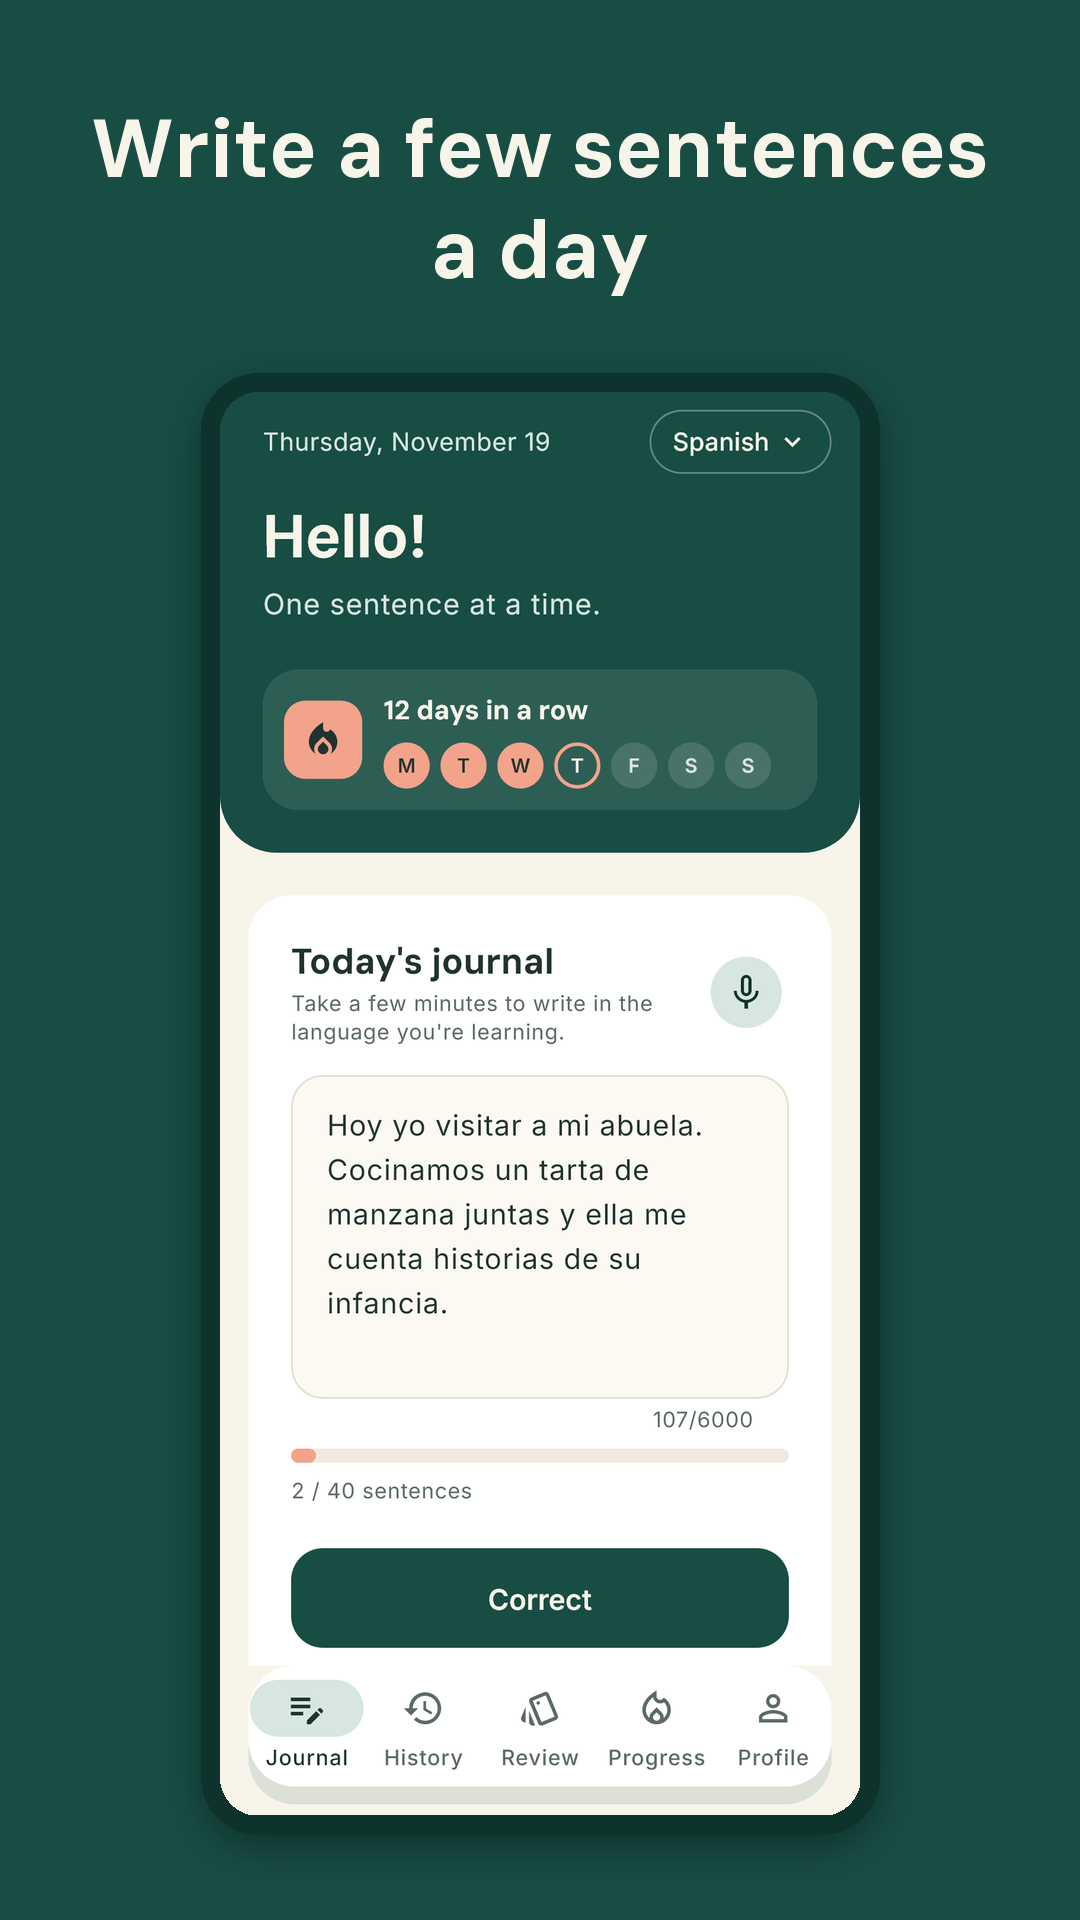 Write a few sentences
a day
Thursday, November 19
Spanish
Hello!
One sentence at a time.
12 days in a row
M T W T F S S
Today's journal
Take a few minutes to write in the
language you're learning.
Hoy yo visitar a mi abuela.
Cocinamos un tarta de
manzana juntas y ella me
cuenta historias de su
infancia.
107/6000
2 / 40 sentences
Correct
Journal History Review Progress Profile